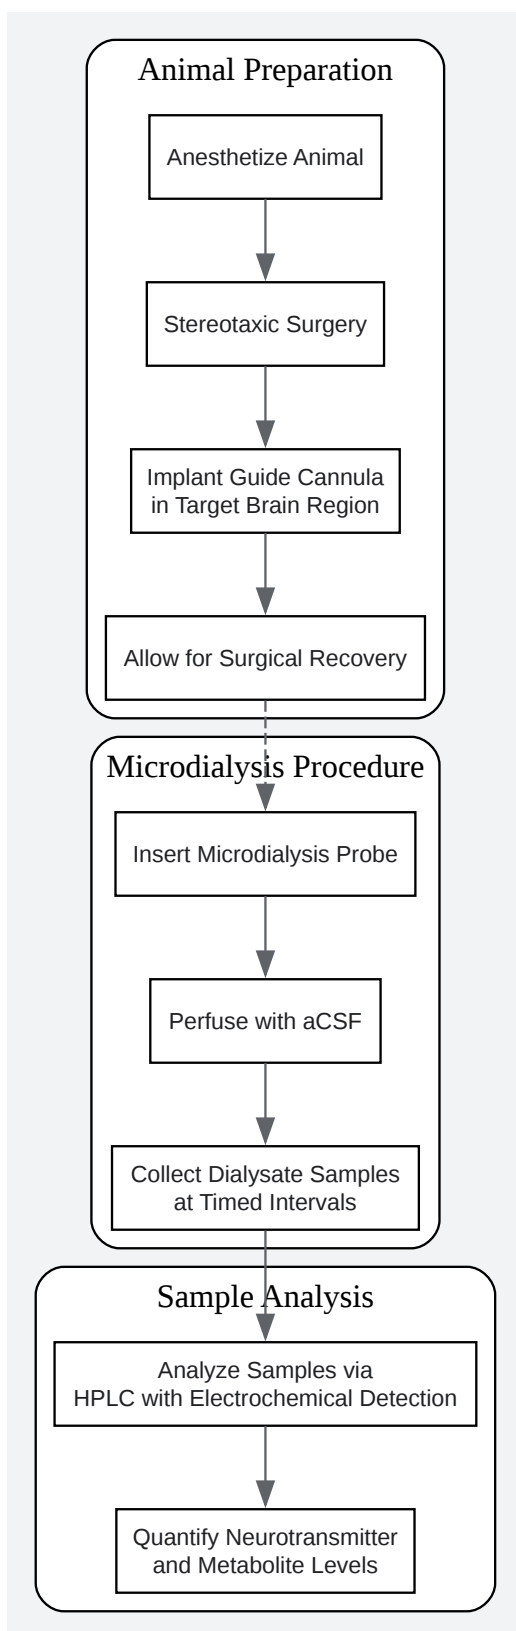 Animal Preparation
Anesthetize Animal
Stereotaxic Surgery
Implant Guide Cannula
in Target Brain Region
Allow for Surgical Recovery
Microdialysis Procedure
Insert Microdialysis Probe
Perfuse with aCSF
Collect Dialysate Samples
at Timed Intervals
Sample Analysis
Analyze Samples via
HPLC with Electrochemical Detection
Quantify Neurotransmitter
and Metabolite Levels